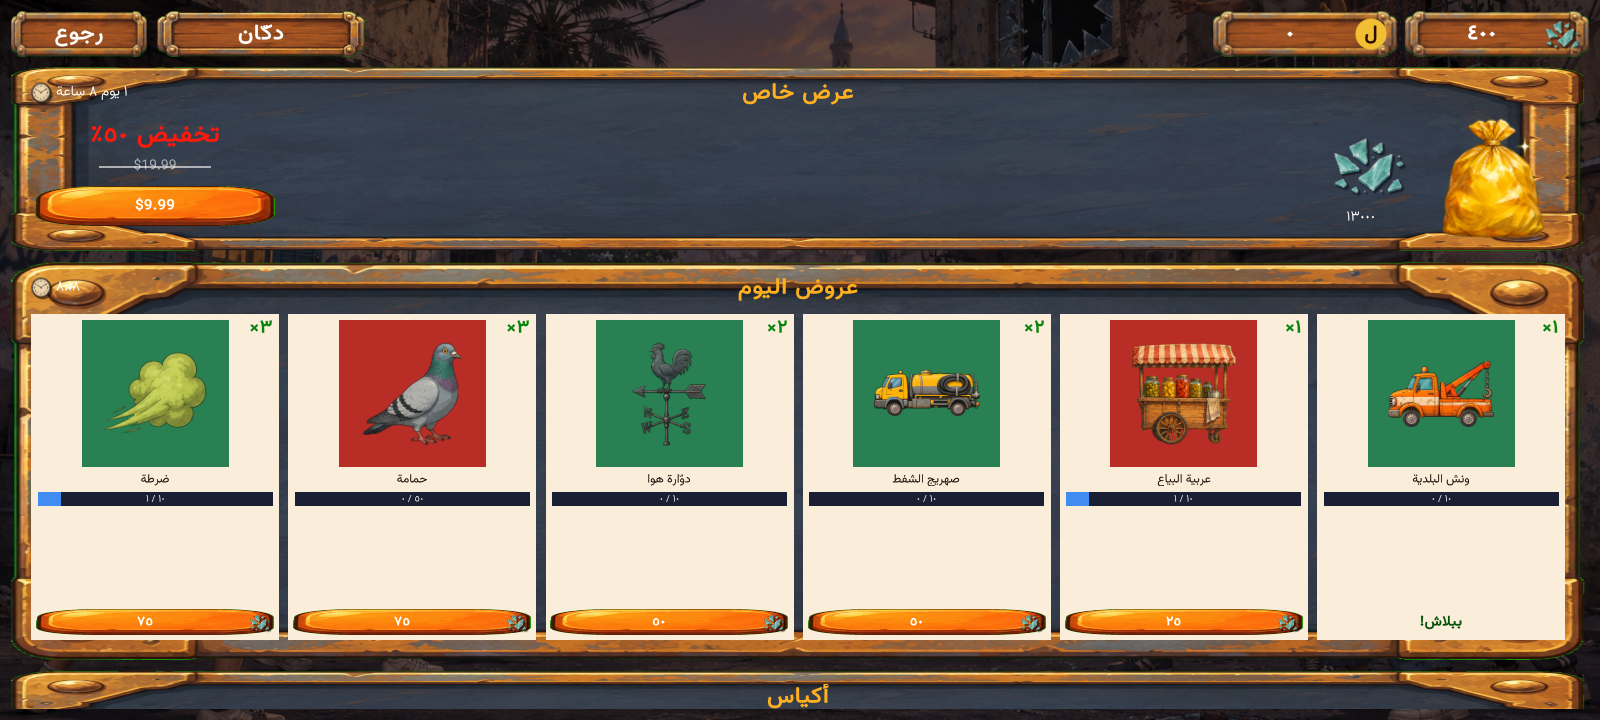 ٤٠٠
ل
٠
دكّان
رجوع
عرض خاص
١ يوم ٨ ساعة
تخفيض ٥٠٪
$19.99
$9.99
١٣٠٠٠
عروض اليوم
×١
ونش البلدية
٠ / ١٠
ببلاش!
×١
عربية البياع
١ / ١٠
٢٥
×٢
صهريج الشفط
٠ / ١٠
٥٠
×٢
دوّارة هوا
٠ / ١٠
٥٠
×٣
حمامة
٠ / ٥٠
٧٥
×٣
ضرطة
١ / ١٠
٧٥
أكياس